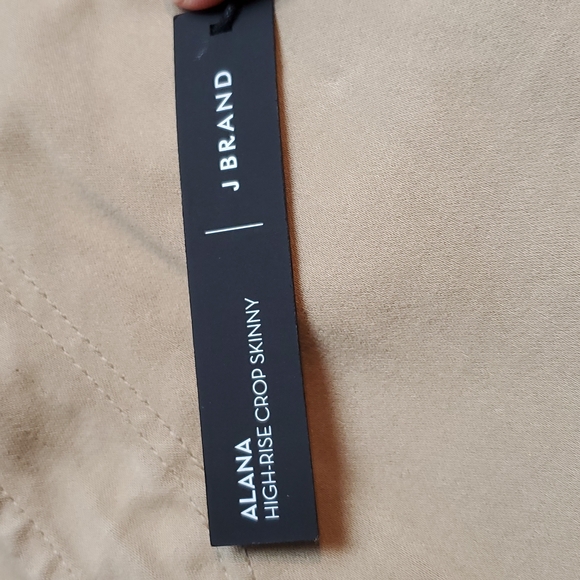 ALANA
HIGH-RISE CROP SKINNY
J BRAND